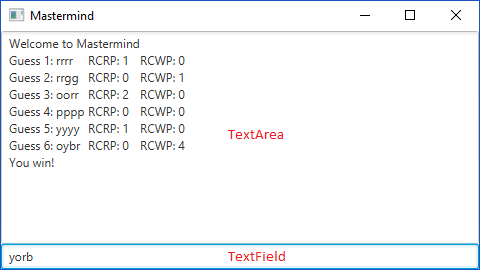 Mastermind
Welcome to Mastermind
Guess 1: rrrr RCRP: 1 RCWP: 0
Guess 2: rrgg RCRP: 0 RCWP: 1
Guess 3: oorr RCRP: 2 RCWP: 0
Guess 4: pppp RCRP: 0 RCWP: 0
Guess 5: yyyy RCRP: 1 RCWP: 0
Guess 6: oybr RCRP: 0 RCWP: 4
TextArea
You win!
yorb TextField